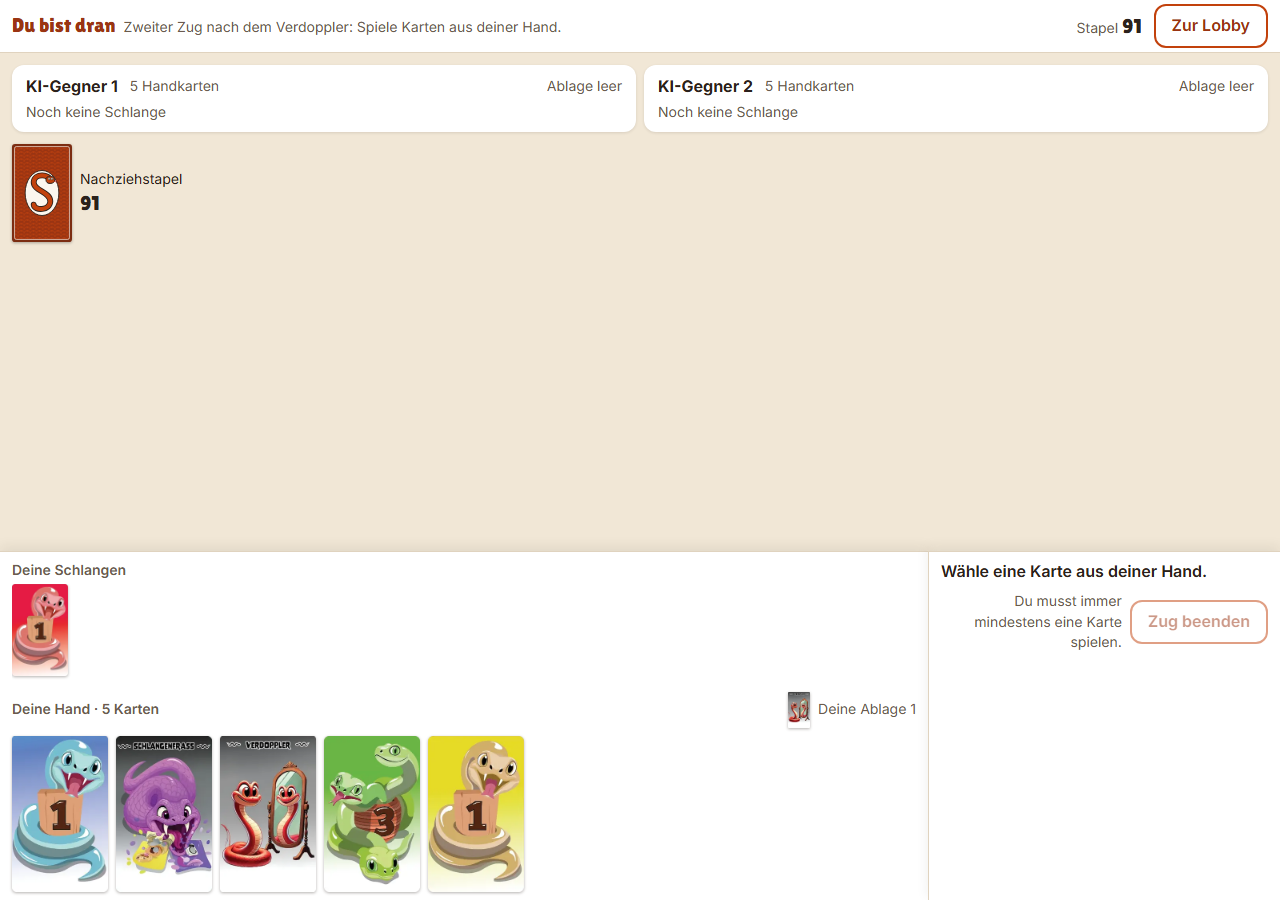 Du bist dran Zweiter Zug nach dem Verdoppler: Spiele Karten aus deiner Hand.
Stapel 91 Zur Lobby
KI-Gegner 1 5 Handkarten Ablage leer
Noch keine Schlange
KI-Gegner 2 5 Handkarten Ablage leer
Noch keine Schlange
S
Nachziehstapel
91
Deine Schlangen
1
Deine Hand · 5 Karten
Deine Ablage 1
1
SCHLANGENFRASS
VERDOPPLER
3
1
Wähle eine Karte aus deiner Hand.
Du musst immer
mindestens eine Karte
spielen.
Zug beenden